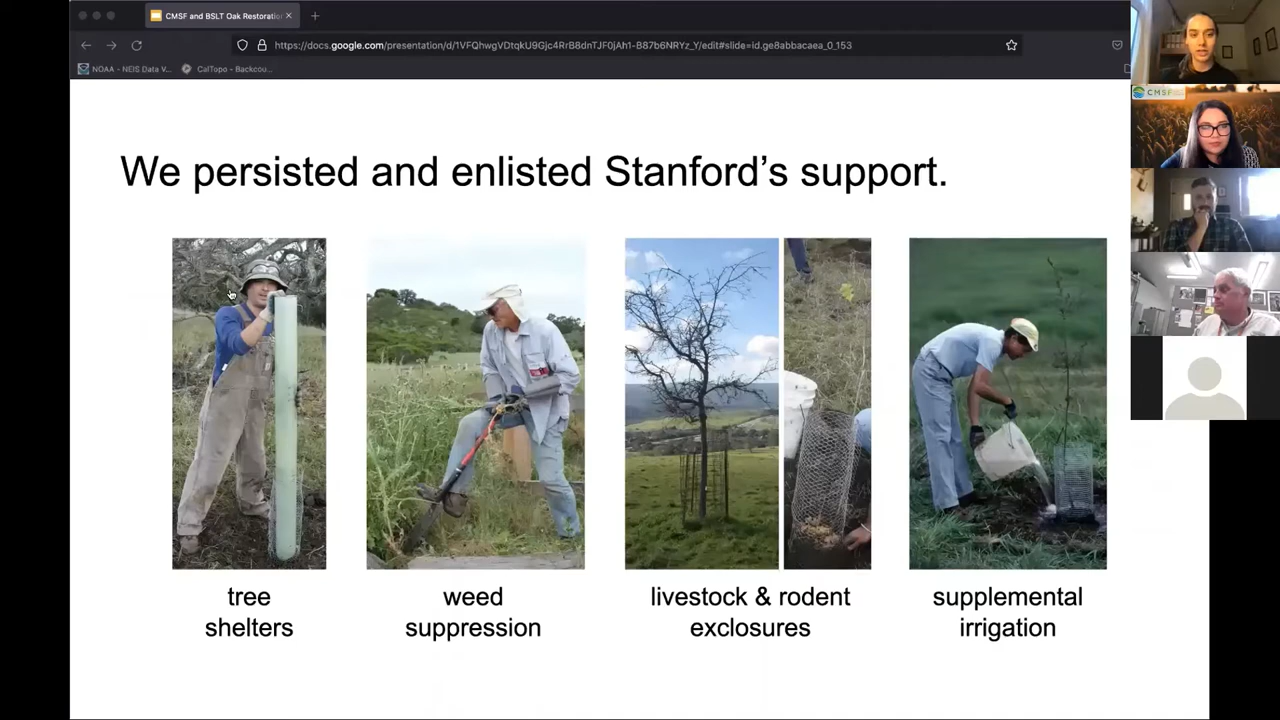 CMSF and BSLT Oak Restoratio
https://docs.google.com/presentation/d/1VFQhwgVDtqkU9Gjc4RrB8dnTJF0jAh1-B87b6NRYz_Y/edit#slide=id.ge8abbacaea_0_153
NOAA - NEIS Data V...
CalTopo - Backcou...
CMSF
We persisted and enlisted Stanford's support.
tree
shelters
weed
suppression
livestock & rodent
exclosures
supplemental
irrigation